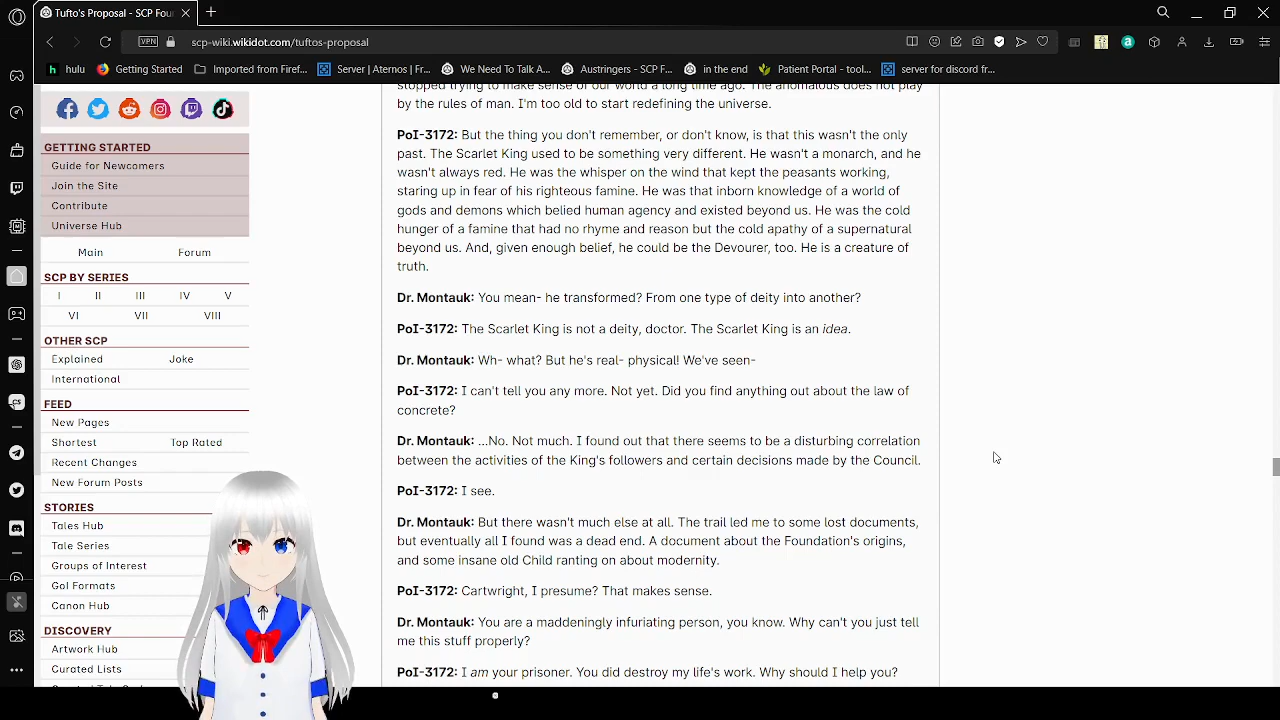 Tufto's Proposal - SCP Foun
VPN
scp-wiki.wikidot.com/tuftos-proposal
hulu
Getting Started
Imported from Firef...
Server | Aternos | Fr...
We Need To Talk A...
Austringers - SCP F...
in the end
Patient Portal - tool...
server for discord fr...
GETTING STARTED
Guide for Newcomers
Join the Site
Contribute
Universe Hub
Main Forum
SCP BY SERIES
I II III IV V
VI VII VIII
OTHER SCP
Explained Joke
International
FEED
New Pages
Shortest Top Rated
Recent Changes
New Forum Posts
STORIES
Tales Hub
Tale Series
Groups of Interest
GoI Formats
Canon Hub
DISCOVERY
Artwork Hub
Curated Lists
stopped trying to make sense of our world a long time ago. The anomalous does not play
by the rules of man. I'm too old to start redefining the universe.
PoI-3172: But the thing you don't remember, or don't know, is that this wasn't the only
past. The Scarlet King used to be something very different. He wasn't a monarch, and he
wasn't always red. He was the whisper on the wind that kept the peasants working,
staring up in fear of his righteous famine. He was that inborn knowledge of a world of
gods and demons which belied human agency and existed beyond us. He was the cold
hunger of a famine that had no rhyme and reason but the cold apathy of a supernatural
beyond us. And, given enough belief, he could be the Devourer, too. He is a creature of
truth.
Dr. Montauk: You mean- he transformed? From one type of deity into another?
PoI-3172: The Scarlet King is not a deity, doctor. The Scarlet King is an idea.
Dr. Montauk: Wh- what? But he's real- physical! We've seen-
PoI-3172: I can't tell you any more. Not yet. Did you find anything out about the law of
concrete?
Dr. Montauk: ...No. Not much. I found out that there seems to be a disturbing correlation
between the activities of the King's followers and certain decisions made by the Council.
PoI-3172: I see.
Dr. Montauk: But there wasn't much else at all. The trail led me to some lost documents,
but eventually all I found was a dead end. A document about the Foundation's origins,
and some insane old Child ranting on about modernity.
PoI-3172: Cartwright, I presume? That makes sense.
Dr. Montauk: You are a maddeningly infuriating person, you know. Why can't you just tell
me this stuff properly?
PoI-3172: I am your prisoner. You did destroy my life's work. Why should I help you?